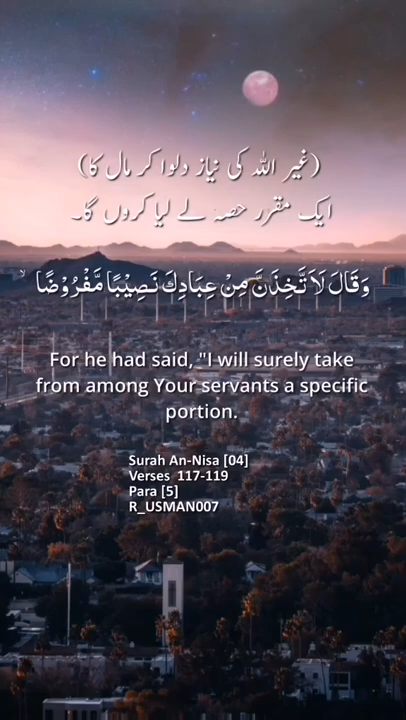 (غیر اللہ کی نیاز دلوا کر مال کا)
ایک مقرر حصہ لے لیا کروں گا۔
وَقَالَ لَاَ تَّخِذَنَّ مِنْ عِبَادِكَ نَصِيْبًا مَّفْرُوْضًا ۙ
For he had said, "I will surely take
from among Your servants a specific
portion.
Surah An-Nisa [04]
Verses 117-119
Para [5]
R_USMAN007